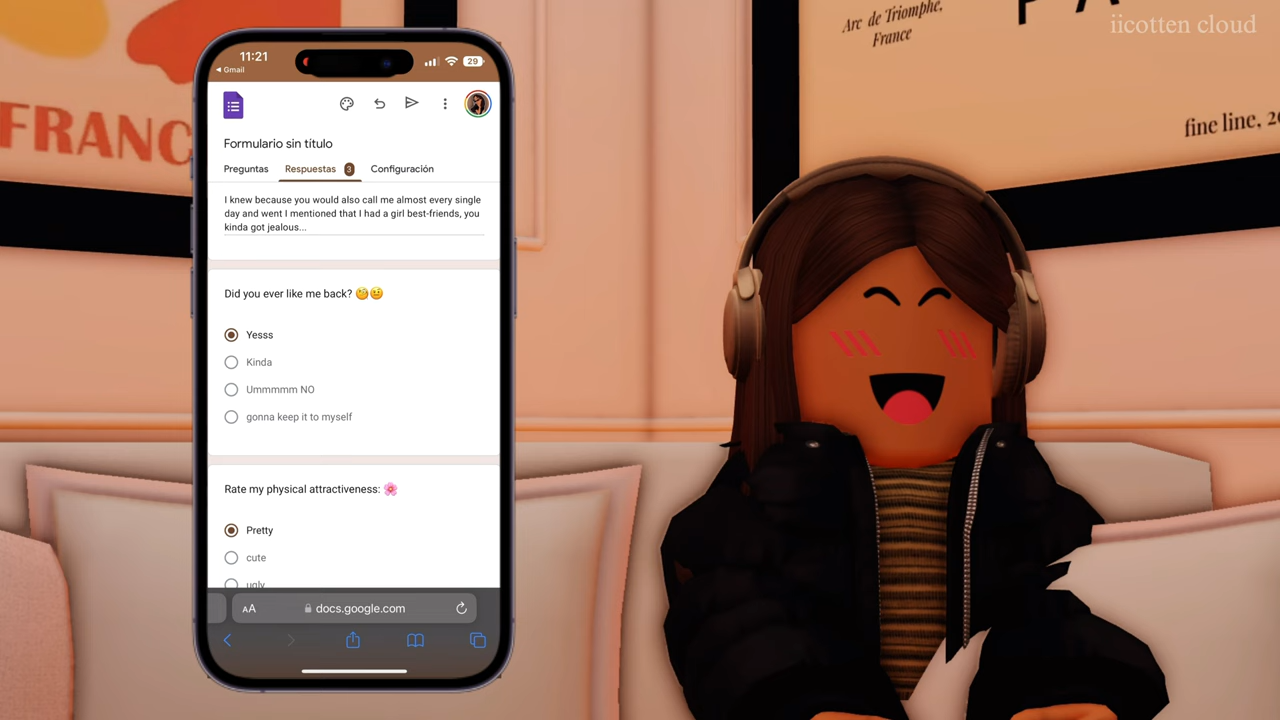 FRANC
Arc de Triomphe,
France
iicotten cloud
fine line, 20
11:21
Gmail
29
Formulario sin título
Preguntas
Respuestas 3
Configuración
I knew because you would also call me almost every single
day and went I mentioned that I had a girl best-friends, you
kinda got jealous...
Did you ever like me back? 🧐😆
Yesss
Kinda
Ummmmm NO
gonna keep it to myself
Rate my physical attractiveness: 🌸
Pretty
cute
ugly
AA
docs.google.com